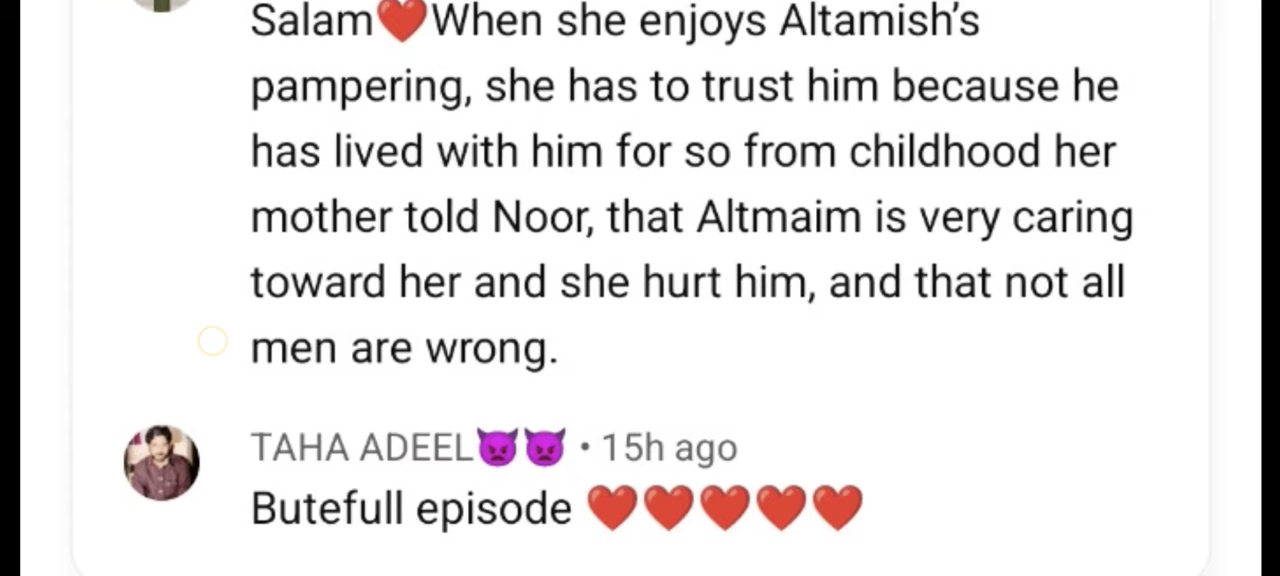 Salam❤️When she enjoys Altamish's
pampering, she has to trust him because he
has lived with him for so from childhood her
mother told Noor, that Altmaim is very caring
toward her and she hurt him, and that not all
men are wrong.
TAHA ADEEL👿👿 • 15h ago
Butefull episode ❤️❤️❤️❤️❤️